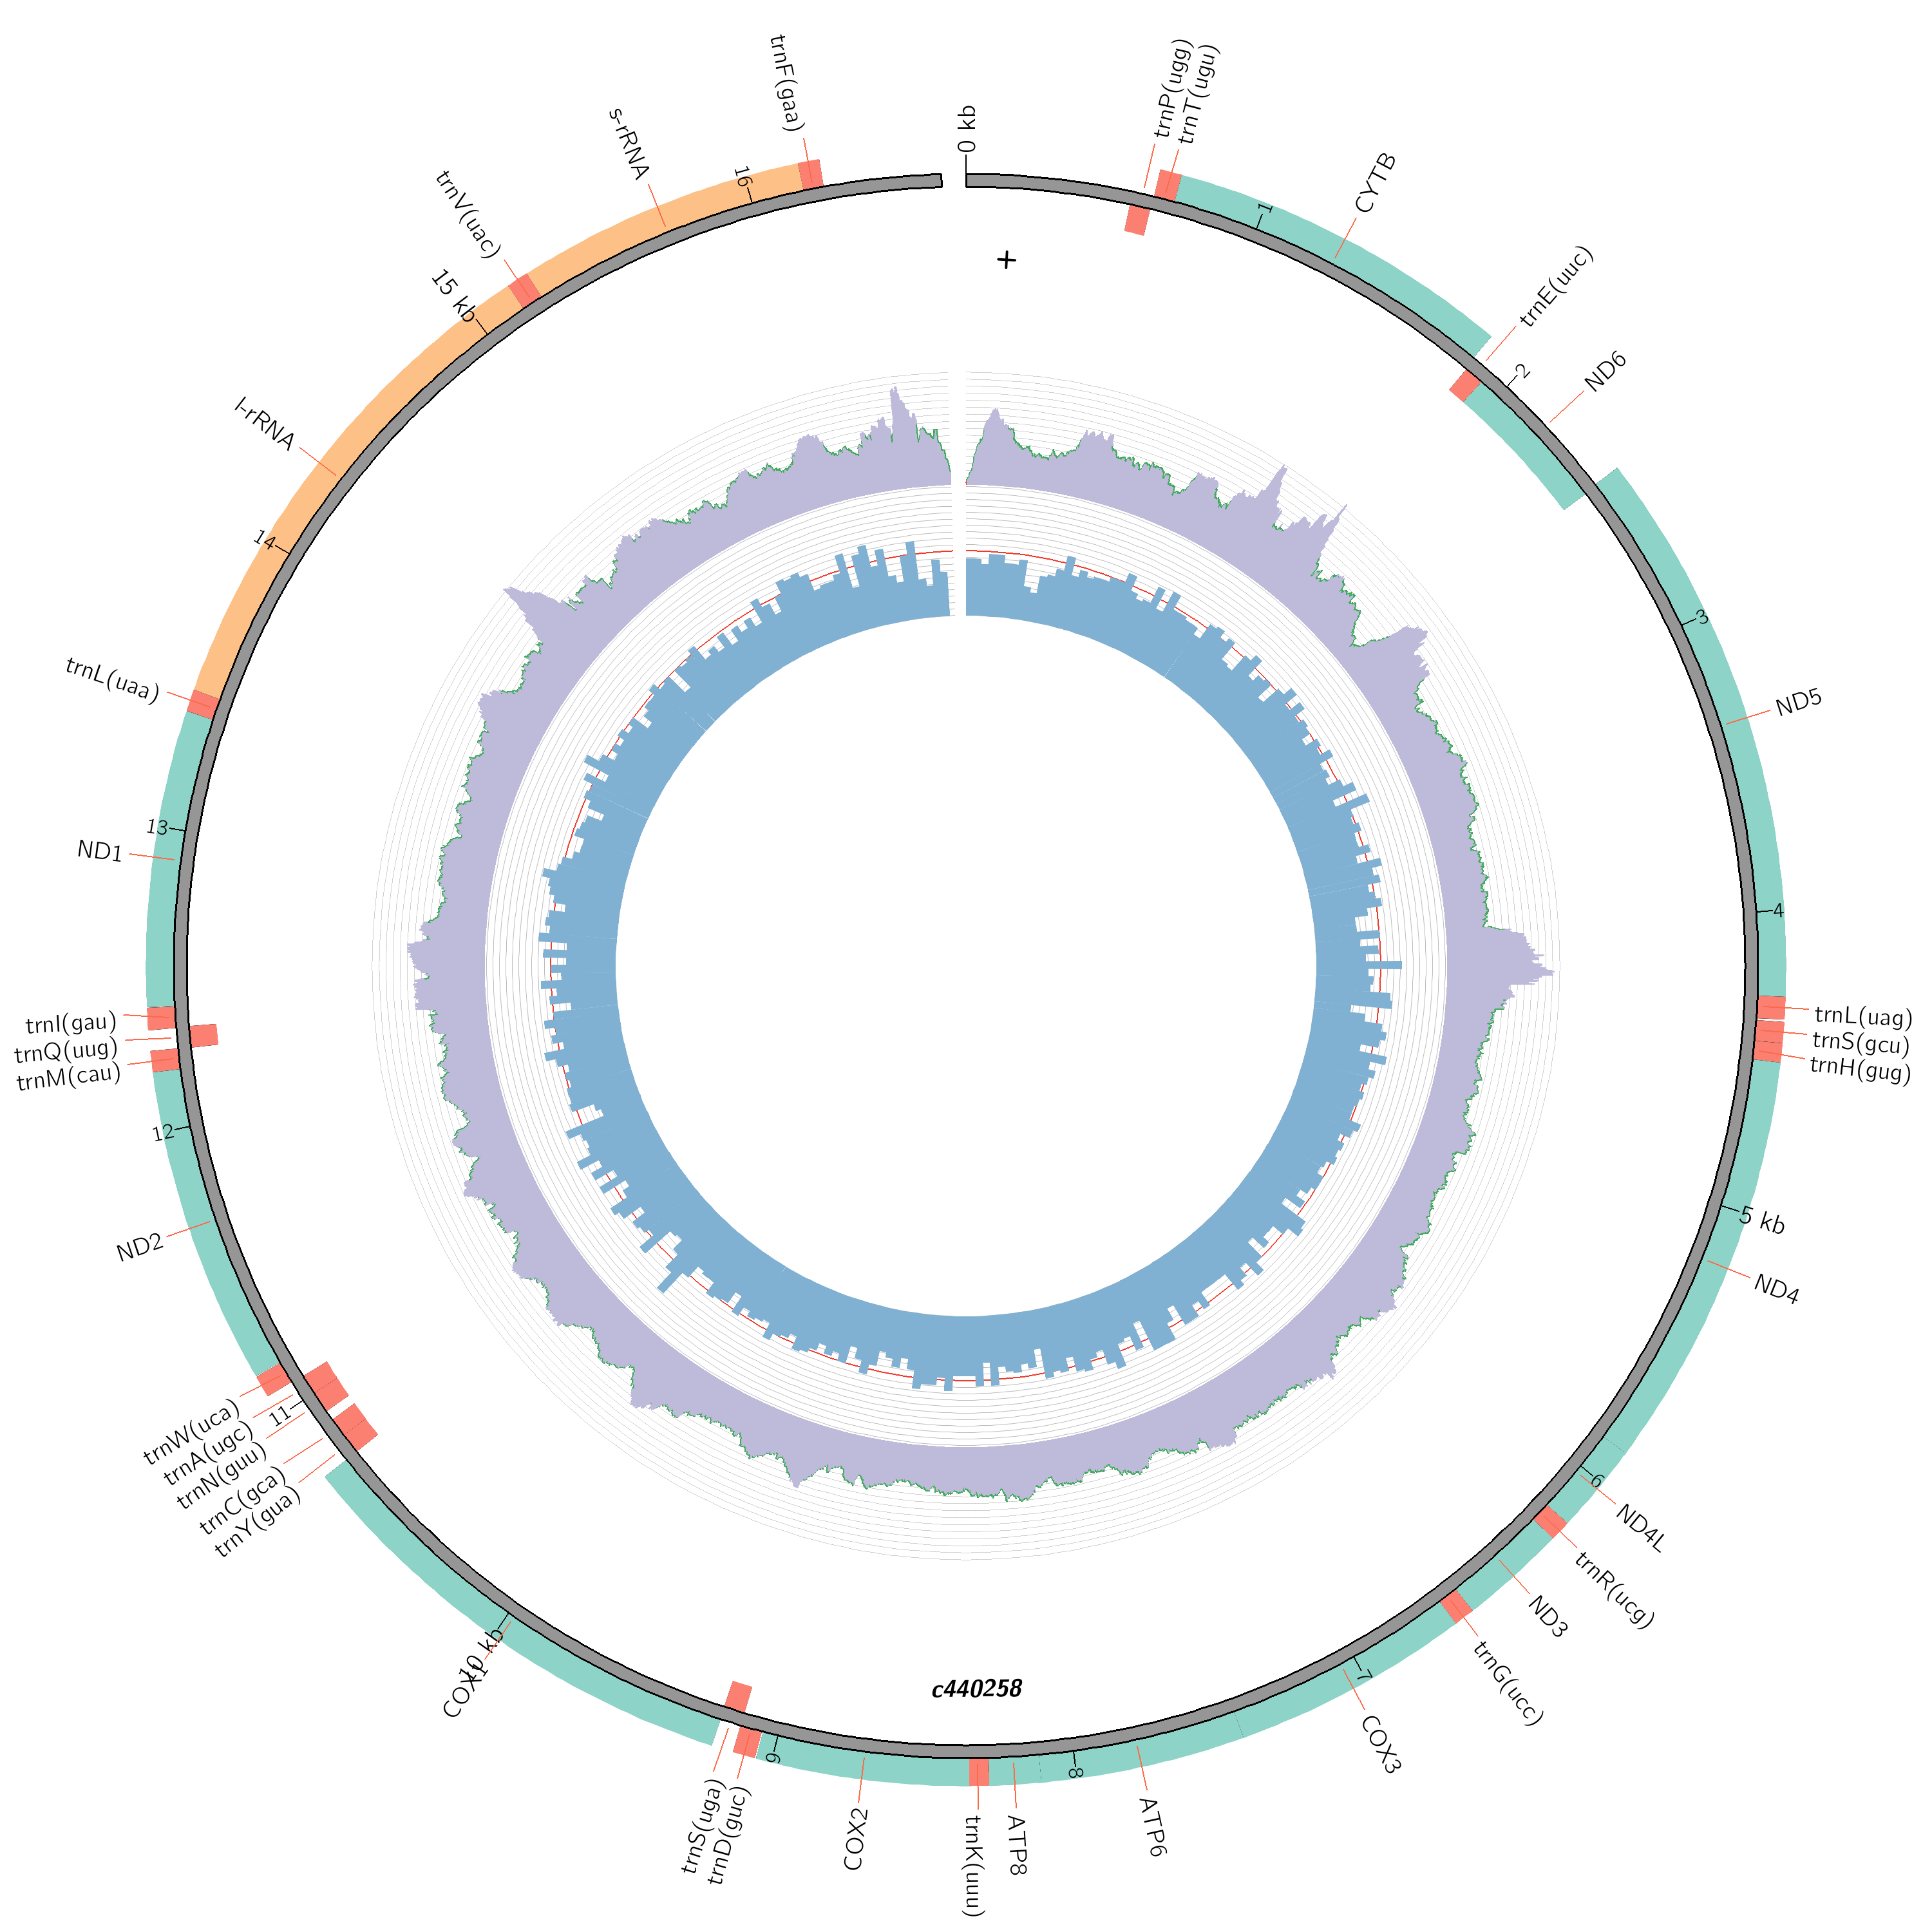 0 kb
trnP(ugg)
trnT(ugu)
1
CYTB
trnE(uuc)
2
ND6
3
ND5
4
trnL(uag)
trnS(gcu)
trnH(gug)
5 kb
ND4
6
ND4L
trnR(ucg)
ND3
trnG(ucc)
7
COX3
ATP6
8
ATP8
trnK(uuu)
COX2
9
trnD(guc)
trnS(uga)
10 kb
COX1
trnY(gua)
trnC(gca)
trnN(guu)
11
trnA(ugc)
trnW(uca)
ND2
12
trnM(cau)
trnQ(uug)
trnI(gau)
ND1
13
trnL(uaa)
14
l-rRNA
15 kb
trnV(uac)
s-rRNA
16
trnF(gaa)
+
c440258